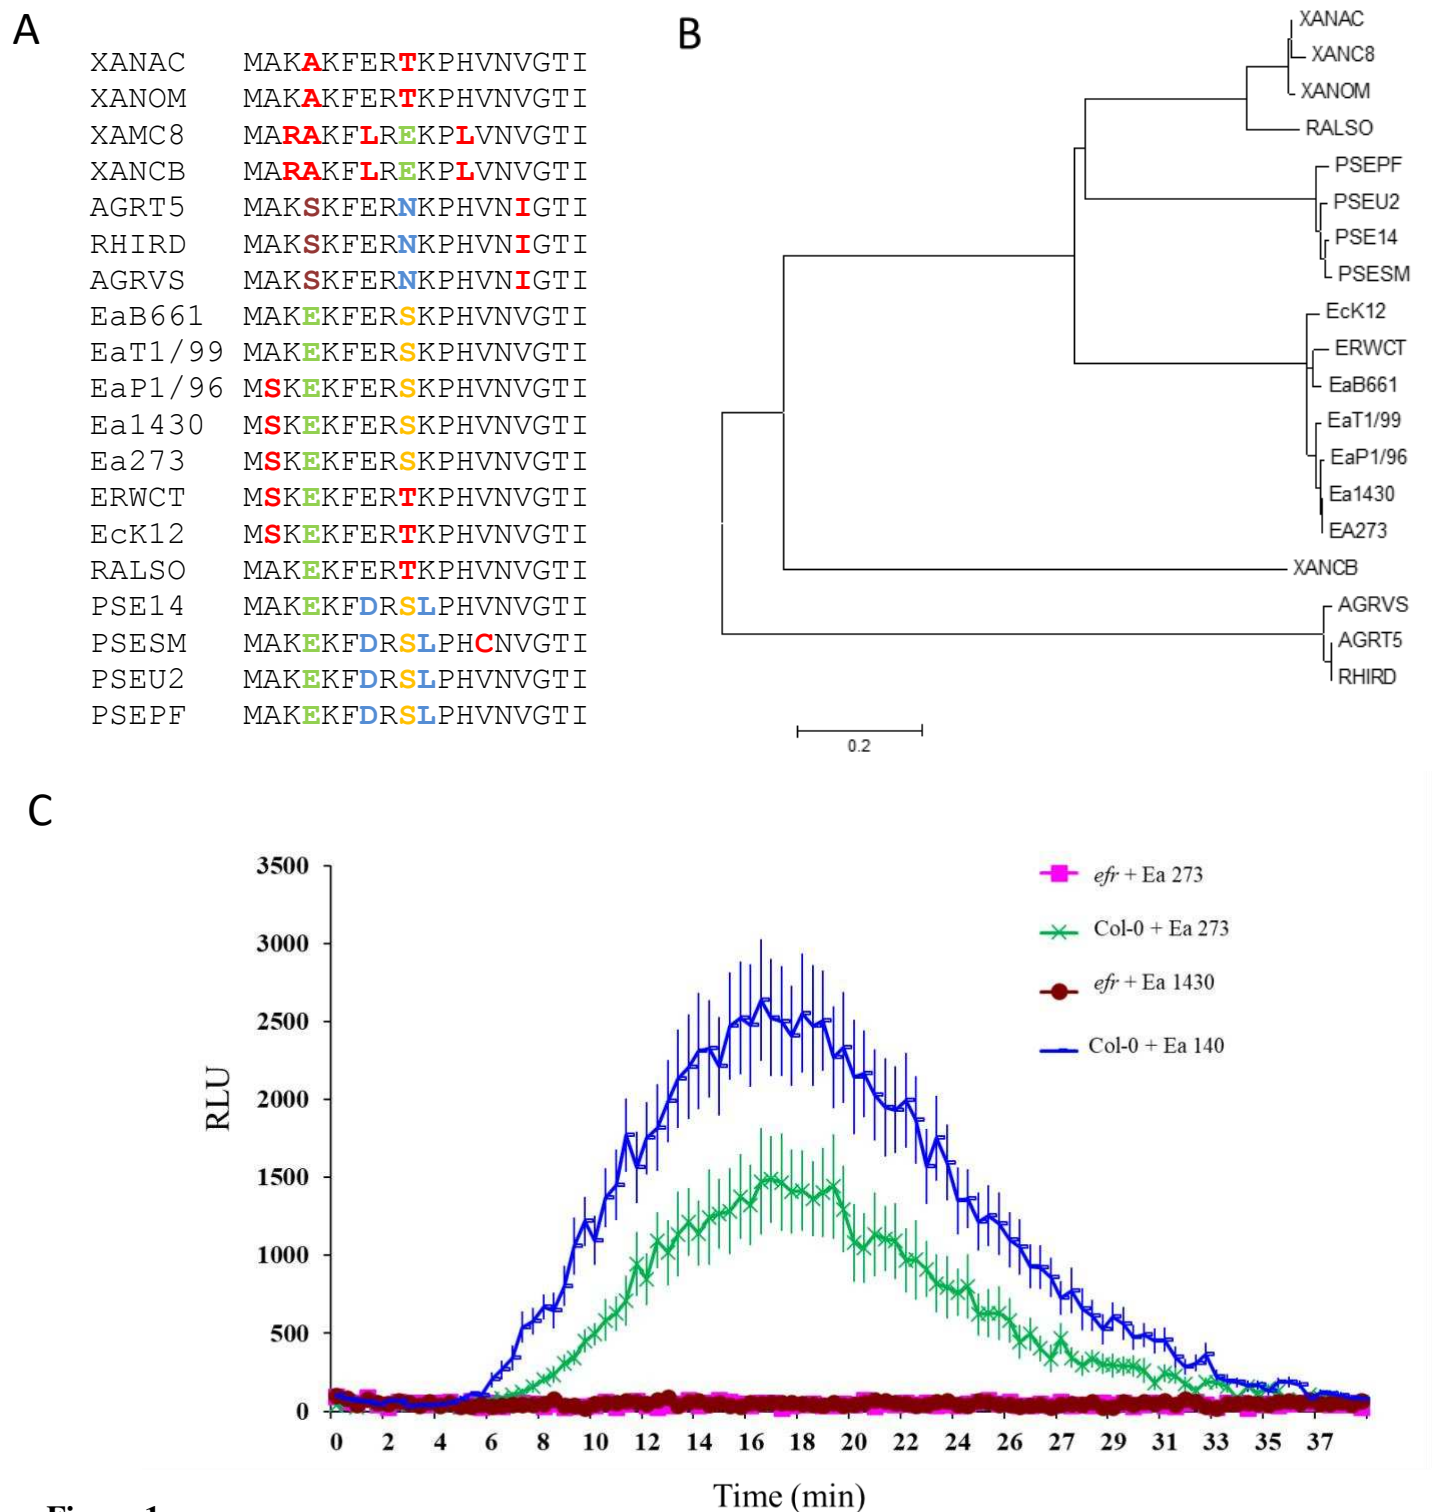 A
XANAC MAKAKFERTKPHVNVGTI
XANOM MAKAKFERTKPHVNVGTI
XAMC8 MARAKFLREKPLVNVGTI
XANCB MARAKFLREKPLVNVGTI
AGRT5 MAKSKFERNKPHVNIGTI
RHIRD MAKSKFERNKPHVNIGTI
AGRVS MAKSKFERNKPHVNIGTI
EaB661 MAKEKFERSKPHVNVGTI
EaT1/99 MAKEKFERSKPHVNVGTI
EaP1/96 MSKEKFERSKPHVNVGTI
Ea1430 MSKEKFERSKPHVNVGTI
Ea273 MSKEKFERSKPHVNVGTI
ERWCT MSKEKFERTKPHVNVGTI
EcK12 MSKEKFERTKPHVNVGTI
RALSO MAKEKFERTKPHVNVGTI
PSE14 MAKEKFDRSLPHVNVGTI
PSESM MAKEKFDRSLPHCNVGTI
PSEU2 MAKEKFDRSLPHVNVGTI
PSEPF MAKEKFDRSLPHVNVGTI
B
XANAC
XANC8
XANOM
RALSO
PSEPF
PSEU2
PSE14
PSESM
EcK12
ERWCT
EaB661
EaT1/99
EaP1/96
Ea1430
EA273
XANCB
AGRVS
AGRT5
RHIRD
0.2
C
3500
3000
2500
2000
1500
1000
500
0
RLU
efr + Ea 273
Col-0 + Ea 273
efr + Ea 1430
Col-0 + Ea 140
0 2 4 6 8 10 12 14 16 18 20 22 24 26 27 29 31 33 35 37
Time (min)